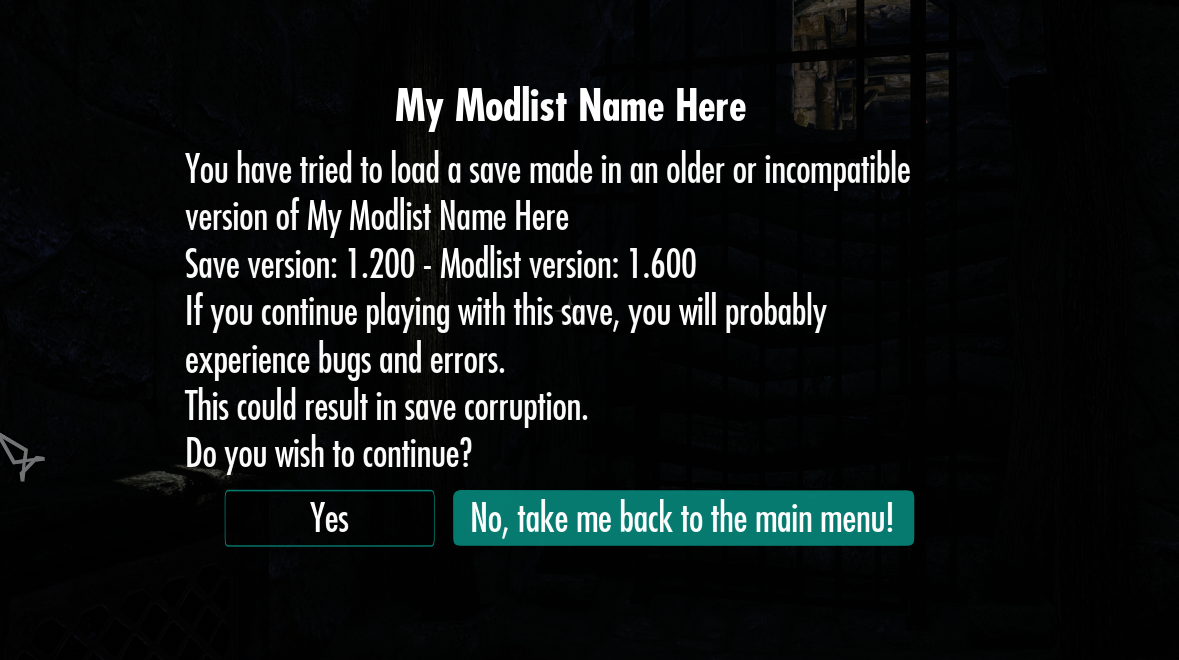 My Modlist Name Here
You have tried to load a save made in an older or incompatible
version of My Modlist Name Here
Save version: 1.200 - Modlist version: 1.600
If you continue playing with this save, you will probably
experience bugs and errors.
This could result in save corruption.
Do you wish to continue?
Yes
No, take me back to the main menu!